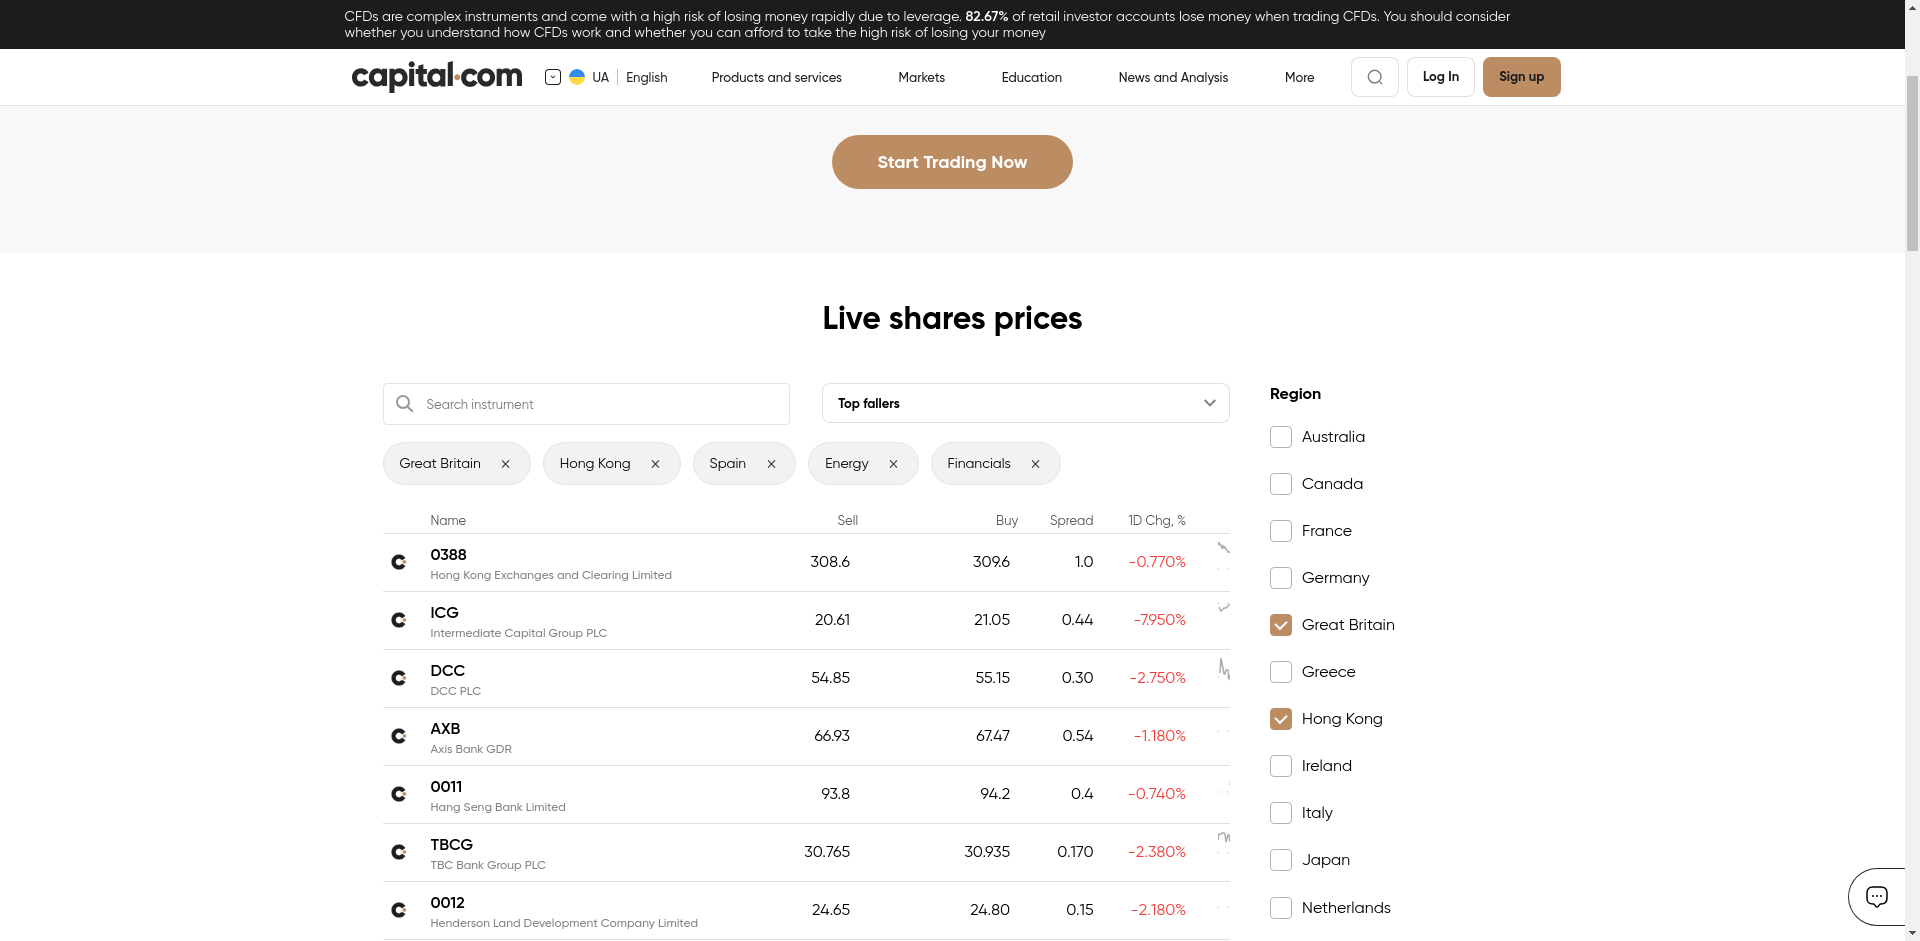 CFDs are complex instruments and come with a high risk of losing money rapidly due to leverage. 82.67% of retail investor accounts lose money when trading CFDs. You should consider
whether you understand how CFDs work and whether you can afford to take the high risk of losing your money
capital.com
UA
English
Products and services
Markets
Education
News and Analysis
More
Log In
Sign up
Start Trading Now
Live shares prices
Search instrument
Top fallers
Great Britain
Hong Kong
Spain
Energy
Financials
Name Sell Buy Spread 1D Chg, %
0388 308.6 309.6 1.0 -0.770%
Hong Kong Exchanges and Clearing Limited
ICG 20.61 21.05 0.44 -7.950%
Intermediate Capital Group PLC
DCC 54.85 55.15 0.30 -2.750%
DCC PLC
AXB 66.93 67.47 0.54 -1.180%
Axis Bank GDR
0011 93.8 94.2 0.4 -0.740%
Hang Seng Bank Limited
TBCG 30.765 30.935 0.170 -2.380%
TBC Bank Group PLC
0012 24.65 24.80 0.15 -2.180%
Henderson Land Development Company Limited
Region
Australia
Canada
France
Germany
Great Britain
Greece
Hong Kong
Ireland
Italy
Japan
Netherlands